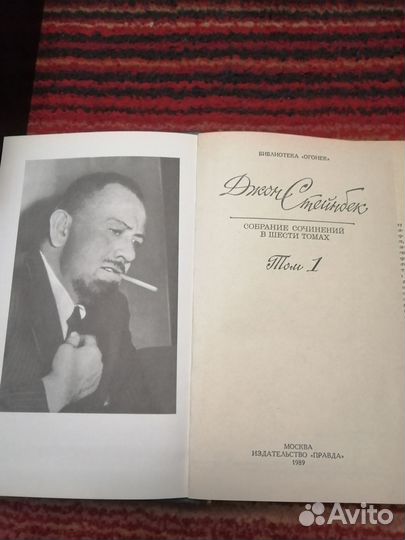 БИБЛИОТЕКА «ОГОНЕК»
Джон Стейнбек
СОБРАНИЕ СОЧИНЕНИЙ
В ШЕСТИ ТОМАХ
Том 1
МОСКВА
ИЗДАТЕЛЬСТВО «ПРАВДА»
1989
Avito